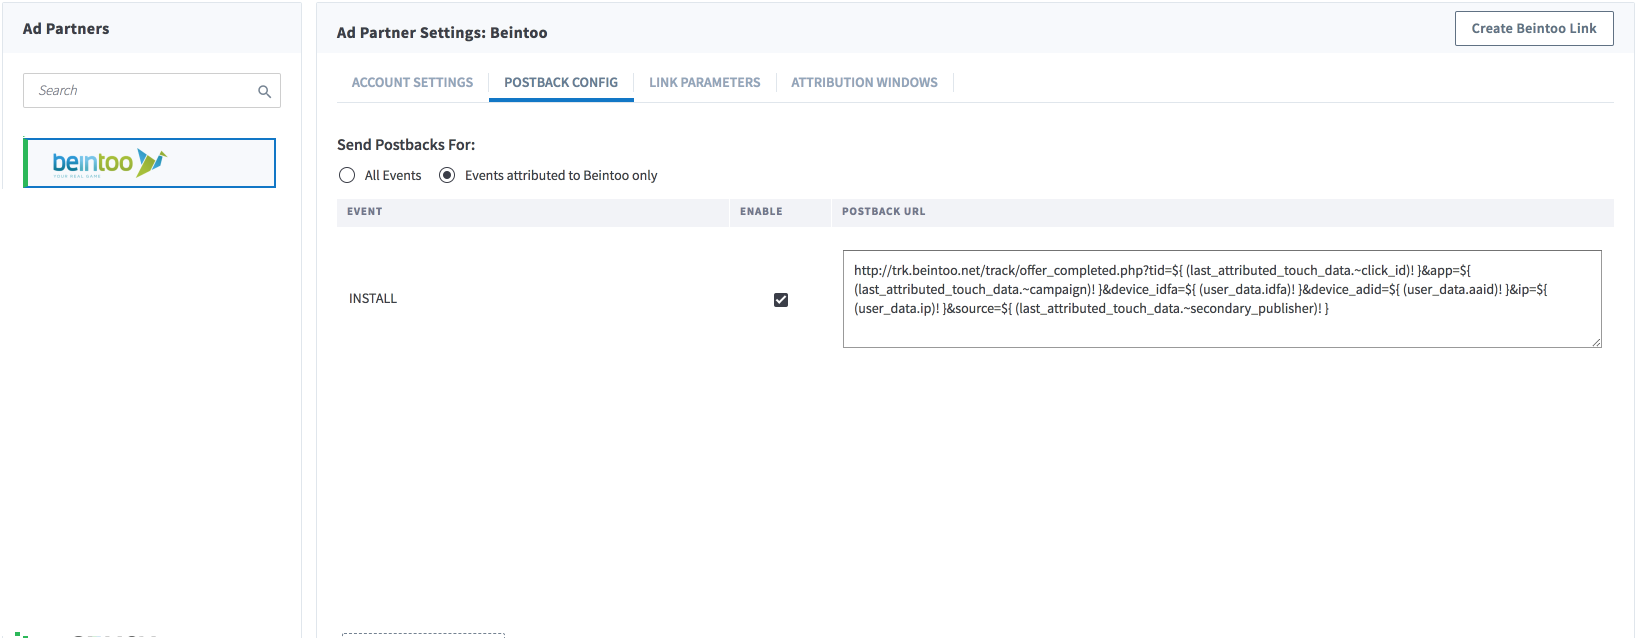 Ad Partners
Search
beintoo
YOUR REAL GAME
Ad Partner Settings: Beintoo
Create Beintoo Link
ACCOUNT SETTINGS
POSTBACK CONFIG
LINK PARAMETERS
ATTRIBUTION WINDOWS
Send Postbacks For:
All Events
Events attributed to Beintoo only
EVENT
ENABLE
POSTBACK URL
INSTALL
http://trk.beintoo.net/track/offer_completed.php?tid=${ (last_attributed_touch_data.~click_id)! }&app=${
(last_attributed_touch_data.~campaign)! }&device_idfa=${ (user_data.idfa)! }&device_adid=${ (user_data.aaid)! }&ip=${
(user_data.ip)! }&source=${ (last_attributed_touch_data.~secondary_publisher)! }